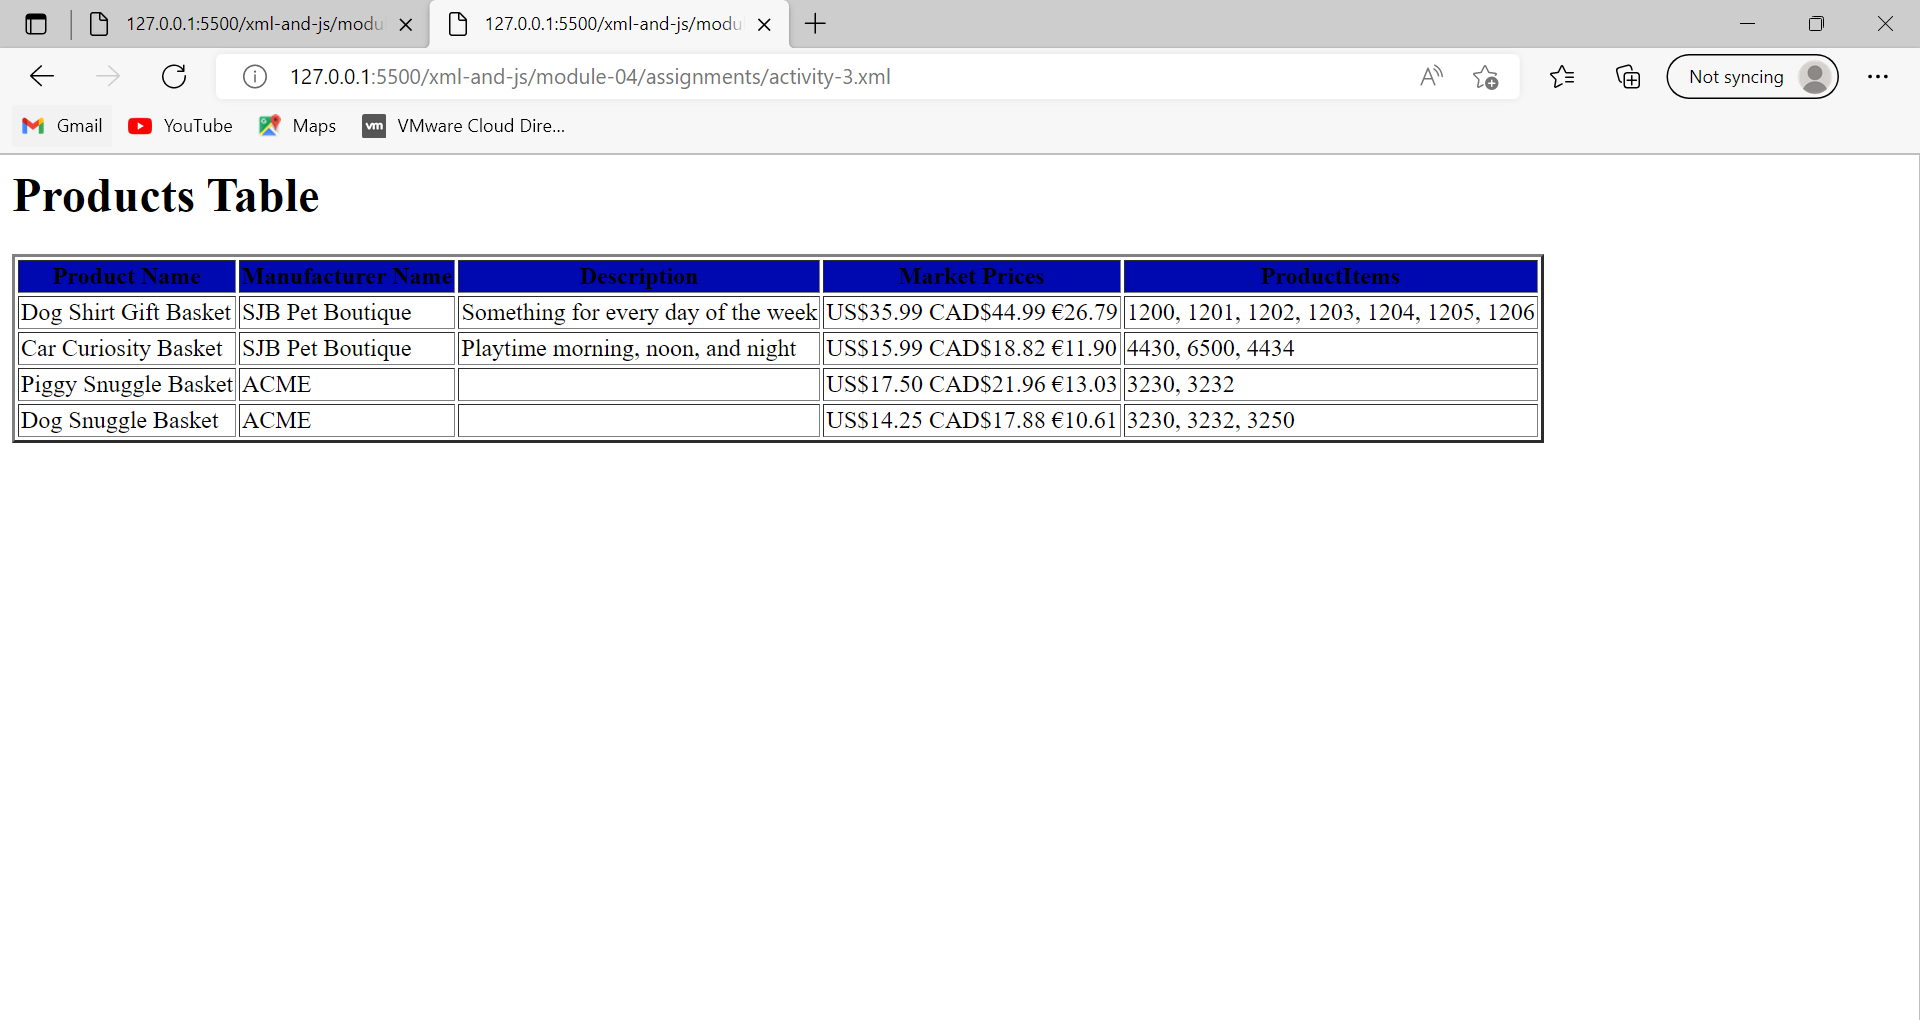 127.0.0.1:5500/xml-and-js/modu
127.0.0.1:5500/xml-and-js/modu
127.0.0.1:5500/xml-and-js/module-04/assignments/activity-3.xml
Not syncing
Gmail YouTube Maps vm VMware Cloud Dire...
Products Table
Product Name Manufacturer Name Description Market Prices ProductItems
Dog Shirt Gift Basket SJB Pet Boutique Something for every day of the week US$35.99 CAD$44.99 €26.79 1200, 1201, 1202, 1203, 1204, 1205, 1206
Car Curiosity Basket SJB Pet Boutique Playtime morning, noon, and night US$15.99 CAD$18.82 €11.90 4430, 6500, 4434
Piggy Snuggle Basket ACME US$17.50 CAD$21.96 €13.03 3230, 3232
Dog Snuggle Basket ACME US$14.25 CAD$17.88 €10.61 3230, 3232, 3250